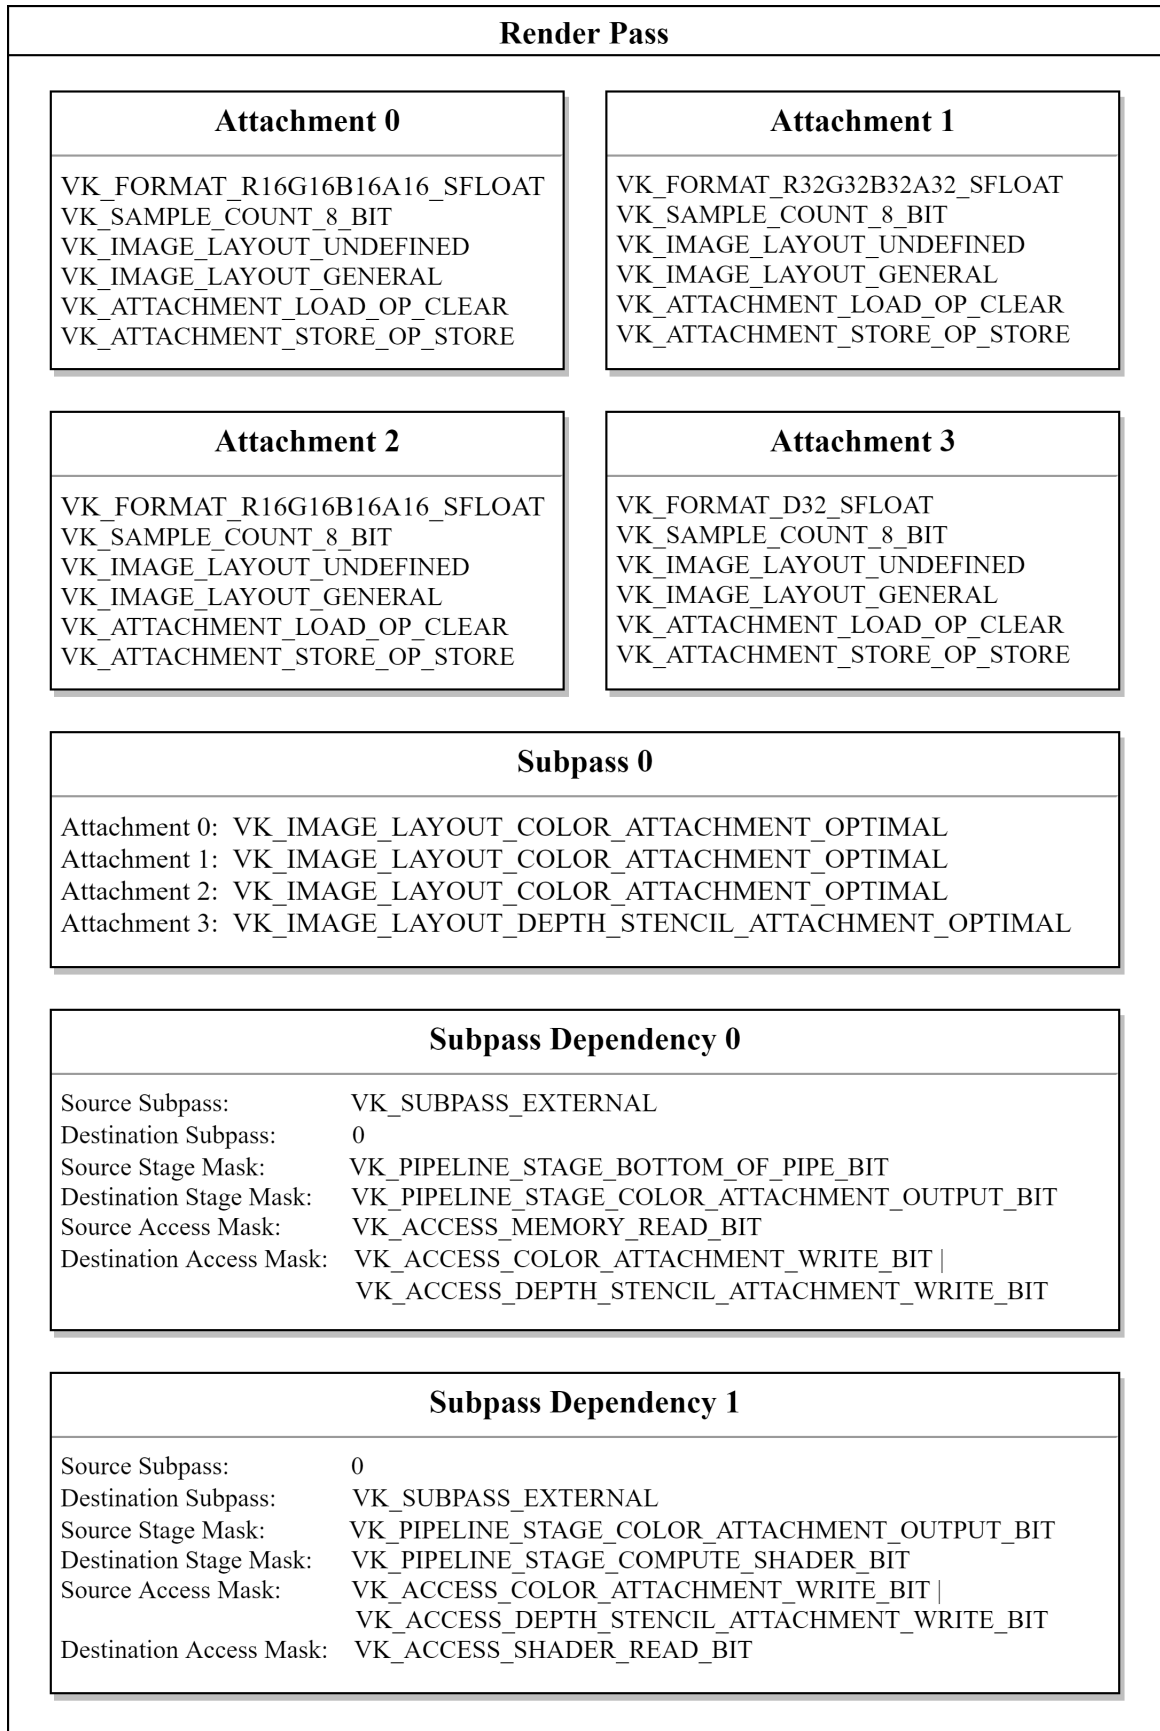 Render Pass
Attachment 0
VK_FORMAT_R16G16B16A16_SFLOAT
VK_SAMPLE_COUNT_8_BIT
VK_IMAGE_LAYOUT_UNDEFINED
VK_IMAGE_LAYOUT_GENERAL
VK_ATTACHMENT_LOAD_OP_CLEAR
VK_ATTACHMENT_STORE_OP_STORE
Attachment 1
VK_FORMAT_R32G32B32A32_SFLOAT
VK_SAMPLE_COUNT_8_BIT
VK_IMAGE_LAYOUT_UNDEFINED
VK_IMAGE_LAYOUT_GENERAL
VK_ATTACHMENT_LOAD_OP_CLEAR
VK_ATTACHMENT_STORE_OP_STORE
Attachment 2
VK_FORMAT_R16G16B16A16_SFLOAT
VK_SAMPLE_COUNT_8_BIT
VK_IMAGE_LAYOUT_UNDEFINED
VK_IMAGE_LAYOUT_GENERAL
VK_ATTACHMENT_LOAD_OP_CLEAR
VK_ATTACHMENT_STORE_OP_STORE
Attachment 3
VK_FORMAT_D32_SFLOAT
VK_SAMPLE_COUNT_8_BIT
VK_IMAGE_LAYOUT_UNDEFINED
VK_IMAGE_LAYOUT_GENERAL
VK_ATTACHMENT_LOAD_OP_CLEAR
VK_ATTACHMENT_STORE_OP_STORE
Subpass 0
Attachment 0: VK_IMAGE_LAYOUT_COLOR_ATTACHMENT_OPTIMAL
Attachment 1: VK_IMAGE_LAYOUT_COLOR_ATTACHMENT_OPTIMAL
Attachment 2: VK_IMAGE_LAYOUT_COLOR_ATTACHMENT_OPTIMAL
Attachment 3: VK_IMAGE_LAYOUT_DEPTH_STENCIL_ATTACHMENT_OPTIMAL
Subpass Dependency 0
Source Subpass: VK_SUBPASS_EXTERNAL
Destination Subpass: 0
Source Stage Mask: VK_PIPELINE_STAGE_BOTTOM_OF_PIPE_BIT
Destination Stage Mask: VK_PIPELINE_STAGE_COLOR_ATTACHMENT_OUTPUT_BIT
Source Access Mask: VK_ACCESS_MEMORY_READ_BIT
Destination Access Mask: VK_ACCESS_COLOR_ATTACHMENT_WRITE_BIT |
VK_ACCESS_DEPTH_STENCIL_ATTACHMENT_WRITE_BIT
Subpass Dependency 1
Source Subpass: 0
Destination Subpass: VK_SUBPASS_EXTERNAL
Source Stage Mask: VK_PIPELINE_STAGE_COLOR_ATTACHMENT_OUTPUT_BIT
Destination Stage Mask: VK_PIPELINE_STAGE_COMPUTE_SHADER_BIT
Source Access Mask: VK_ACCESS_COLOR_ATTACHMENT_WRITE_BIT |
VK_ACCESS_DEPTH_STENCIL_ATTACHMENT_WRITE_BIT
Destination Access Mask: VK_ACCESS_SHADER_READ_BIT